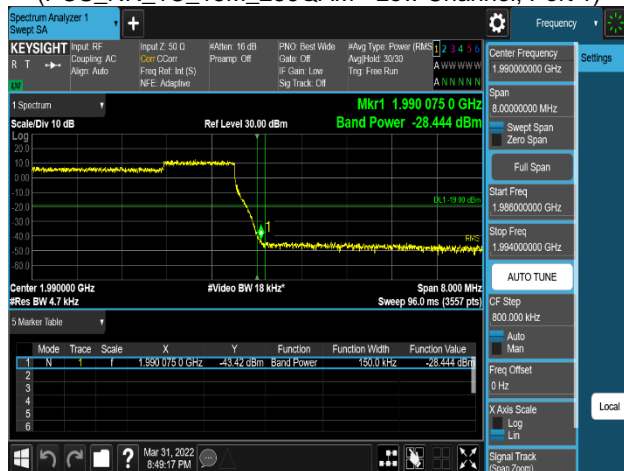 Spectrum Analyzer 1
Swept SA
Frequency
KEYSIGHT
R T
LW
Input: RF
Coupling: AC
Align: Auto
Input Z: 50 Ω
Corr CCorr
Freq Ref: Int (S)
NFE: Adaptive
#Atten: 16 dB
Preamp: Off
PNO: Best Wide
Gate: Off
IF Gain: Low
Sig Track: Off
#Avg Type: Power (RMS
Avg|Hold: 30/30
Trig: Free Run
1 2 3 4 5 6
A WWWWW
A N N N N N
Center Frequency
1.990000000 GHz
Settings
Span
8.00000000 MHz
Swept Span
Zero Span
Full Span
Start Freq
1.986000000 GHz
Stop Freq
1.994000000 GHz
AUTO TUNE
CF Step
800.000 kHz
Auto
Man
Freq Offset
0 Hz
X Axis Scale
Log
Lin
Local
Signal Track
(Span Zoom)
1 Spectrum
Scale/Div 10 dB
Ref Level 30.00 dBm
Mkr1 1.990 075 0 GHz
Band Power -28.444 dBm
Log
20.0
10.0
0.00
-10.0
-20.0
-30.0
-40.0
-50.0
-60.0
DL1 -19.00 dBm
1
RMS
Center 1.990000 GHz
#Res BW 4.7 kHz
#Video BW 18 kHz*
Span 8.000 MHz
Sweep 96.0 ms (3557 pts)
5 Marker Table
Mode Trace Scale X Y Function Function Width Function Value
1 N 1 f 1.990 075 0 GHz -43.42 dBm Band Power 150.0 kHz -28.444 dBm
2
3
4
5
6
Mar 31, 2022
8:49:17 PM